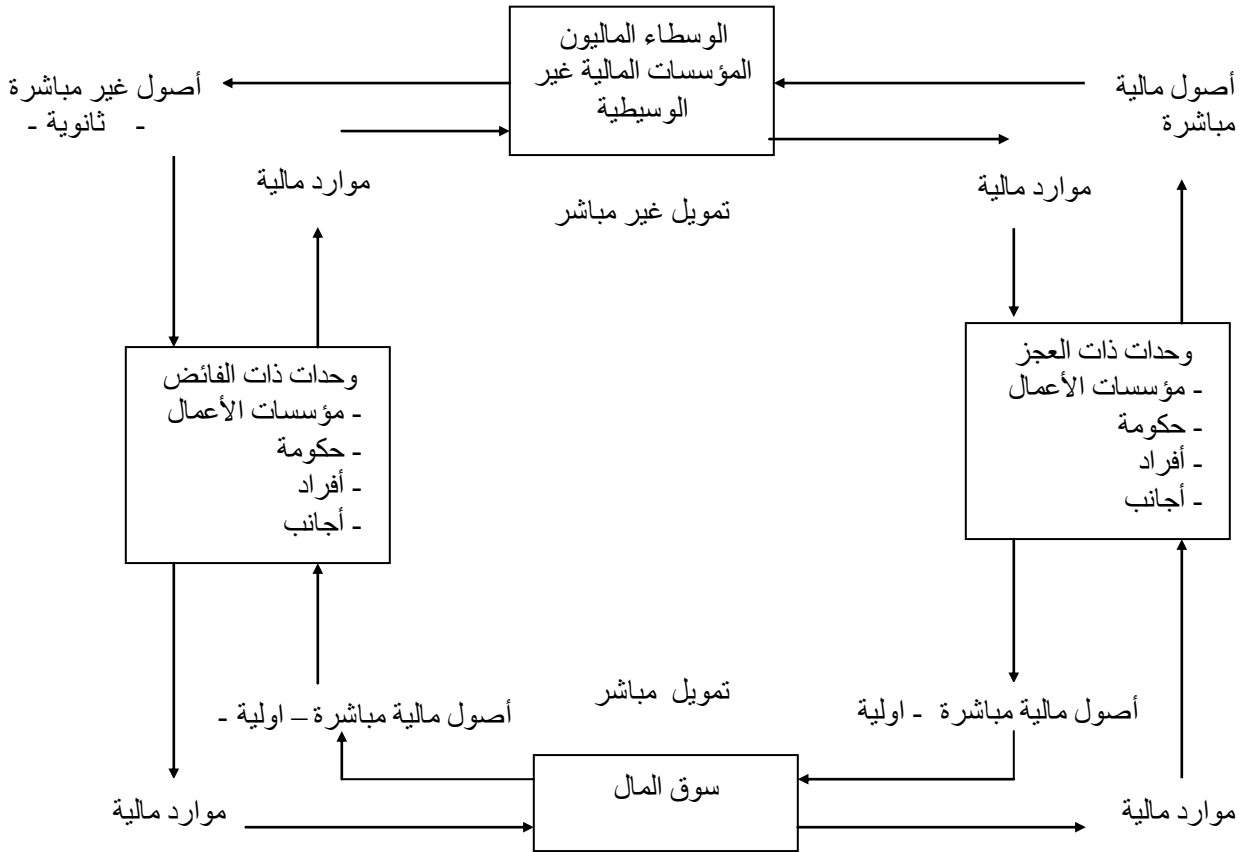 الوسطاء الماليون
المؤسسات المالية غير
الوسيطية
أصول مالية
مباشرة
أصول غير مباشرة
- ثانوية -
موارد مالية
موارد مالية
تمويل غير مباشر
وحدات ذات العجز
- مؤسسات الأعمال
- حكومة
- أفراد
- أجانب
وحدات ذات الفائض
- مؤسسات الأعمال
- حكومة
- أفراد
- أجانب
تمويل مباشر
أصول مالية مباشرة - اولية
أصول مالية مباشرة – اولية -
سوق المال
موارد مالية
موارد مالية